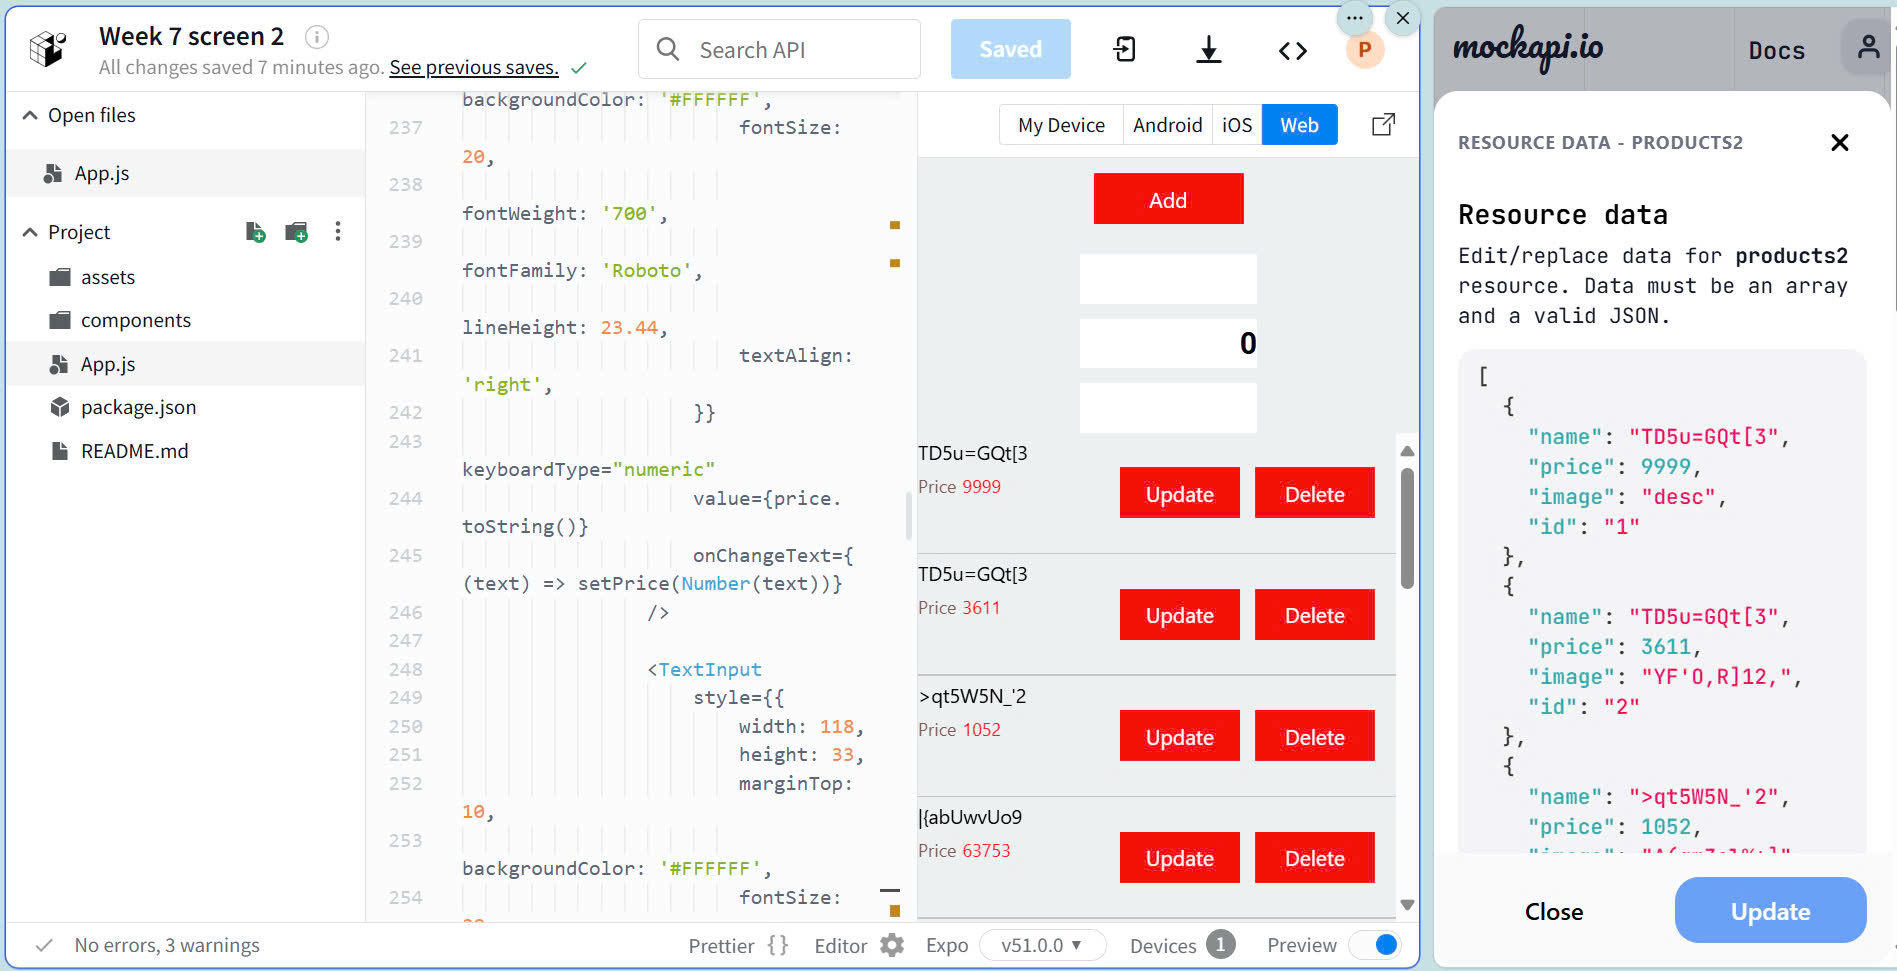 Week 7 screen 2
All changes saved 7 minutes ago. See previous saves.
Search API
Saved
P
Open files
App.js
Project
assets
components
App.js
package.json
README.md
backgroundColor: '#FFFFFF',
237 fontSize:
20,
238
fontWeight: '700',
239
fontFamily: 'Roboto',
240
lineHeight: 23.44,
241 textAlign:
'right',
242 }}
243
keyboardType="numeric"
244 value={price.
toString()}
245 onChangeText={
(text) => setPrice(Number(text))}
246 />
247
248 <TextInput
249 style={{
250 width: 118,
251 height: 33,
252 marginTop:
10,
253
backgroundColor: '#FFFFFF',
254 fontSize:
My Device Android iOS Web
Add
0
TD5u=GQt[3
Price 9999
Update Delete
TD5u=GQt[3
Price 3611
Update Delete
>qt5W5N_'2
Price 1052
Update Delete
|{abUwvUo9
Price 63753
Update Delete
No errors, 3 warnings
Prettier {} Editor Expo v51.0.0 Devices 1 Preview
mockapi.io
Docs
RESOURCE DATA - PRODUCTS2
Resource data
Edit/replace data for products2
resource. Data must be an array
and a valid JSON.
[
{
"name": "TD5u=GQt[3",
"price": 9999,
"image": "desc",
"id": "1"
},
{
"name": "TD5u=GQt[3",
"price": 3611,
"image": "YF'O,R]12,",
"id": "2"
},
{
"name": ">qt5W5N_'2",
"price": 1052,
Close
Update